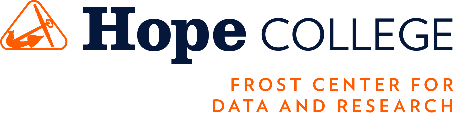 Hope COLLEGE
FROST CENTER FOR
DATA AND RESEARCH